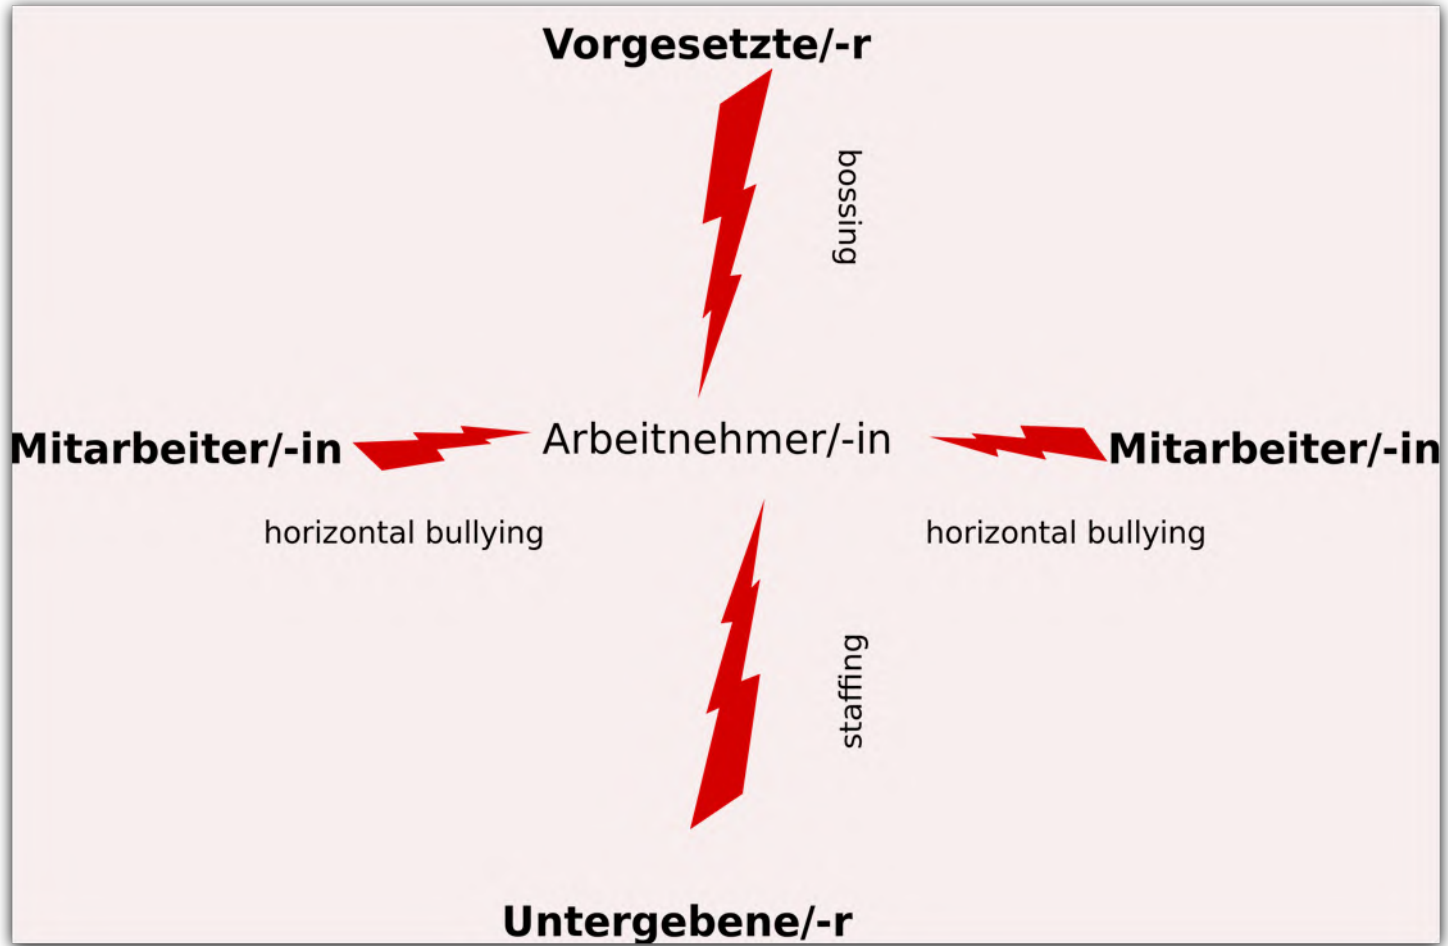 Vorgesetzte/-r
bossing
Mitarbeiter/-in
Arbeitnehmer/-in
Mitarbeiter/-in
horizontal bullying
horizontal bullying
staffing
Untergebene/-r